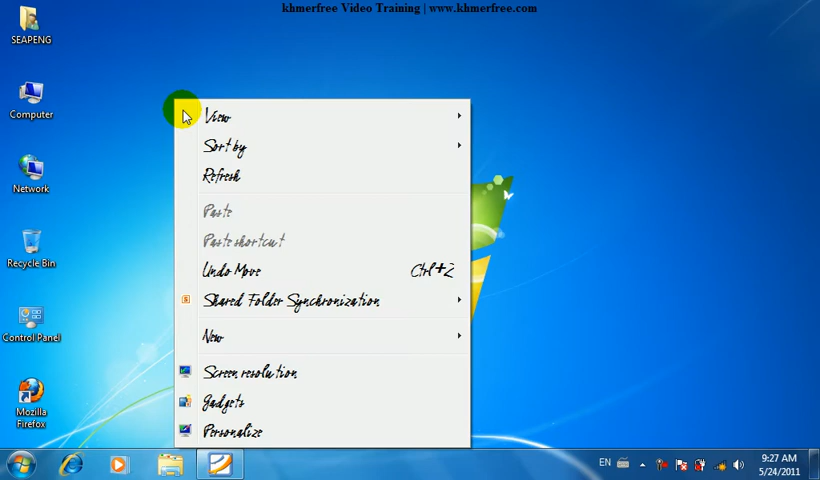 khmerfree Video Training | www.khmerfree.com
SEAPENG
Computer
Network
Recycle Bin
Control Panel
Mozilla
Firefox
View
Sort by
Refresh
Paste
Paste shortcut
Undo Move Ctrl+Z
Shared Folder Synchronization
New
Screen resolution
Gadgets
Personalize
EN
9:27 AM
5/24/2011